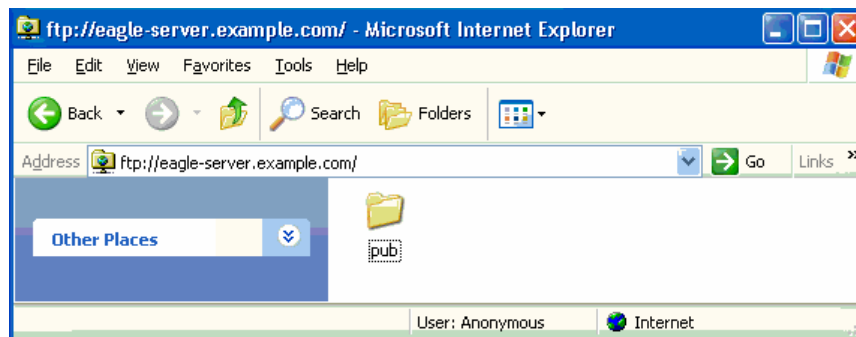 ftp://eagle-server.example.com/ - Microsoft Internet Explorer
File Edit View Favorites Tools Help
Back Search Folders
Address ftp://eagle-server.example.com/ Go Links »
Other Places
pub
User: Anonymous Internet